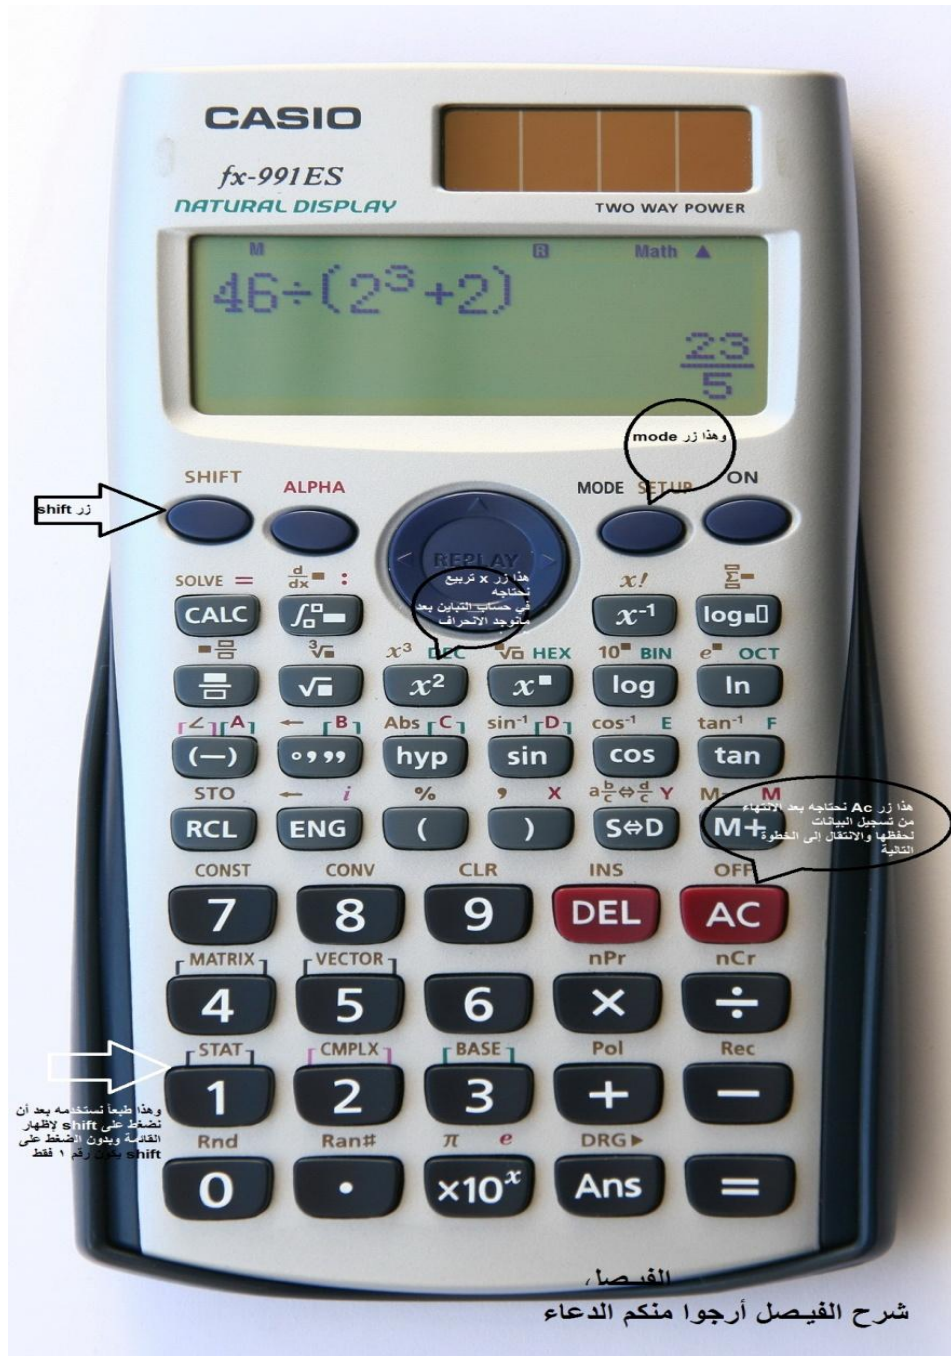 CASIO
fx-991ES
NATURAL DISPLAY
TWO WAY POWER
M R Math ▲
46÷(2³+2)
23
5
وهذا زر mode
SHIFT ALPHA MODE SETUP ON
زر shift
REPLAY
هذا زر x تربيع
نحتاجه
في حساب التباين بعد
مانوجد الانحراف
SOLVE = d/dx■ : x! Σ
CALC ∫ x⁻¹ log■□
■□/□ ³√■ x³ DEC ■√□ HEX 10■ BIN e■ OCT
■/□ √■ x² x■ log ln
∠ A ← B Abs C sin⁻¹ D cos⁻¹ E tan⁻¹ F
(—) °’’’ hyp sin cos tan
STO ← i % , X a b/c⇔d/c Y M- M
RCL ENG ( ) S⇔D M+
هذا زر Ac نحتاجه بعد الانتهاء
من تسجيل البيانات
لحفظها والانتقال إلى الخطوة
التالية
CONST CONV CLR INS OFF
7 8 9 DEL AC
MATRIX VECTOR nPr nCr
4 5 6 × ÷
STAT CMPLX BASE Pol Rec
1 2 3 + −
وهذا طبعاً نستخدمه بعد أن
نضغط على shift لإظهار
القائمة وبدون الضغط على
shift يكون رقم ١ فقط
Rnd Ran# π e DRG▶
0 • ×10ˣ Ans =
الفيصل
شرح الفيصل أرجوا منكم الدعاء